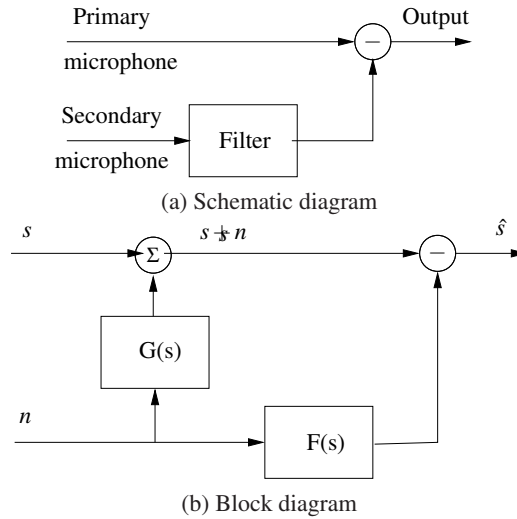 Primary
Output
−
microphone
Secondary
Filter
microphone
(a) Schematic diagram
s
s + n
ŝ
Σ
−
G(s)
n
F(s)
(b) Block diagram